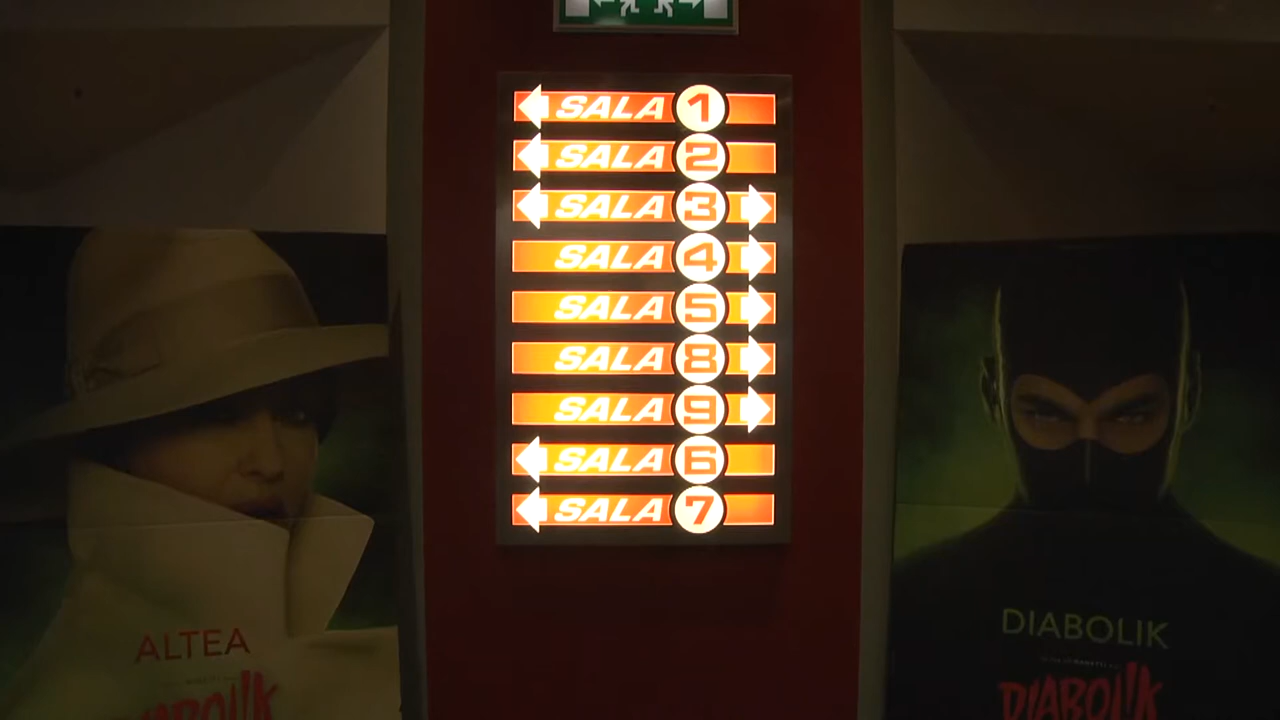 SALA 1
SALA 2
SALA 3
SALA 4
SALA 5
SALA 8
SALA 9
SALA 6
SALA 7
ALTEA
DIABOLIK
DIABOLIK
DIABOLIK